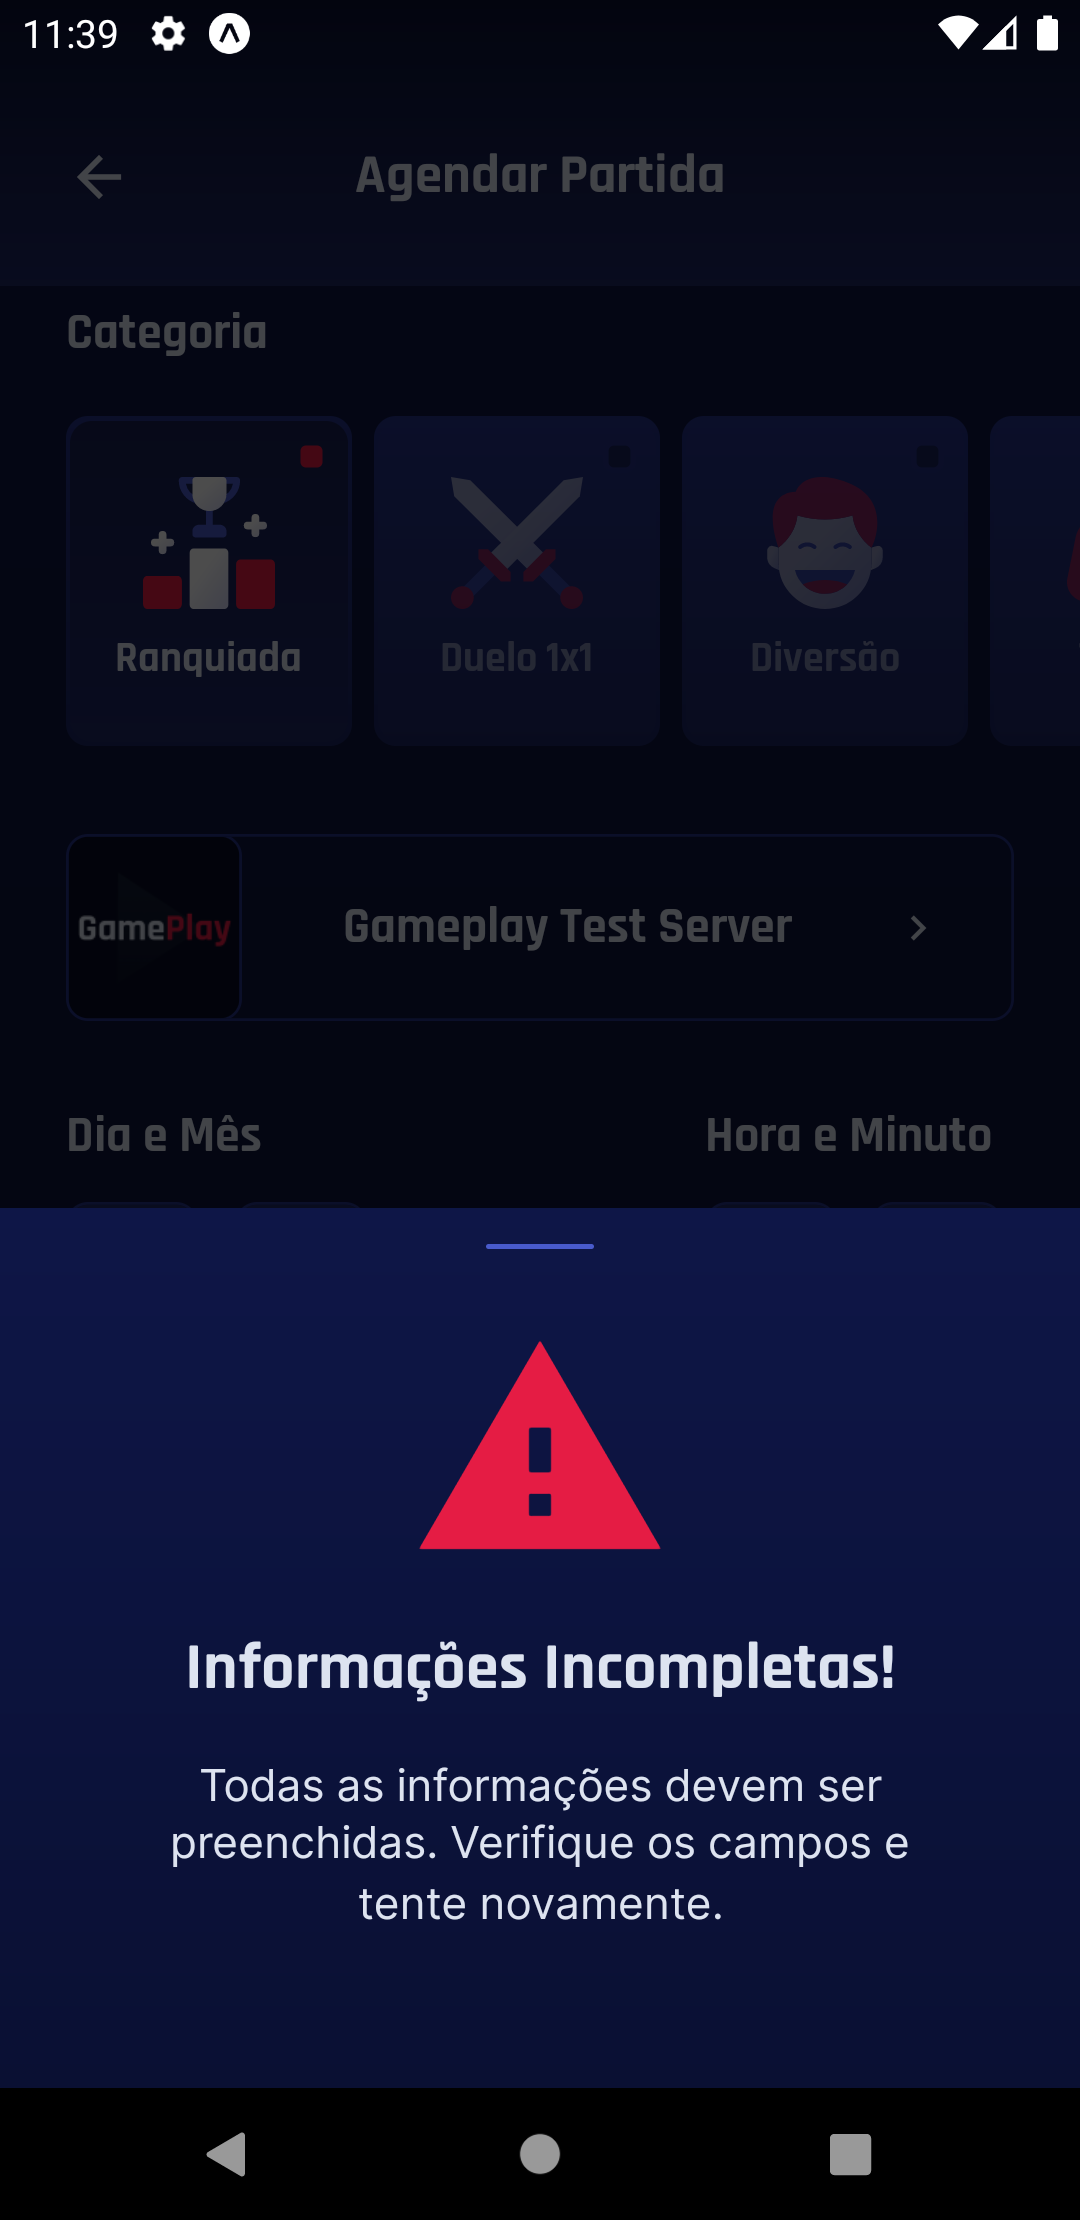 11:39
Agendar Partida
Categoria
Ranquiada
Duelo 1x1
Diversão
GamePlay
Gameplay Test Server
Dia e Mês
Hora e Minuto
Informações Incompletas!
Todas as informações devem ser
preenchidas. Verifique os campos e
tente novamente.